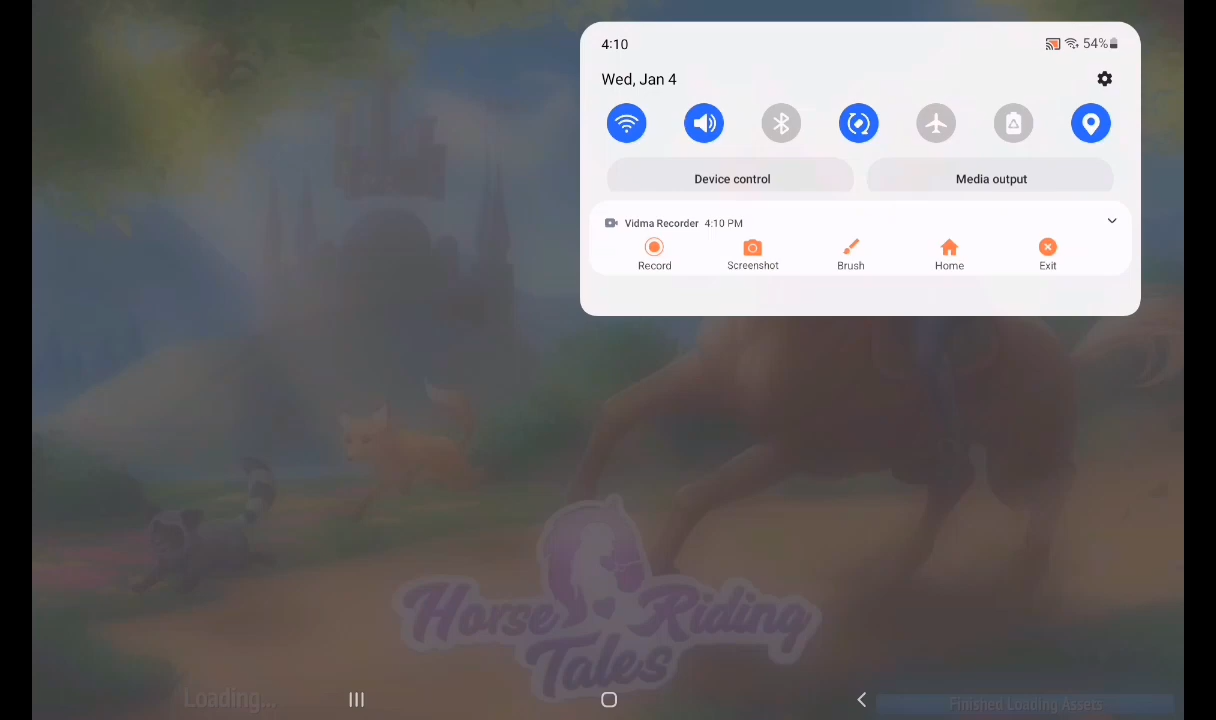 4:10
54%
Wed, Jan 4
Device control
Media output
Vidma Recorder 4:10 PM
Record
Screenshot
Brush
Home
Exit
Horse Riding
Tales
Loading...
Finished Loading Assets